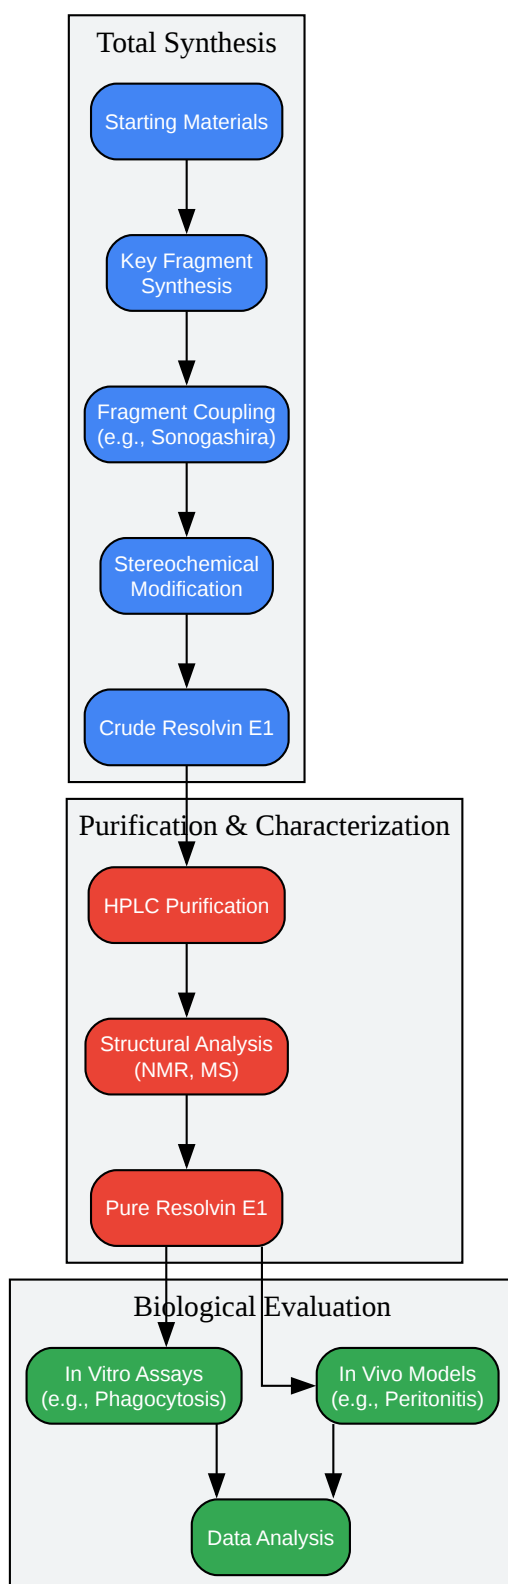 Total Synthesis
Starting Materials
Key Fragment
Synthesis
Fragment Coupling
(e.g., Sonogashira)
Stereochemical
Modification
Crude Resolvin E1
Purification & Characterization
HPLC Purification
Structural Analysis
(NMR, MS)
Pure Resolvin E1
Biological Evaluation
In Vitro Assays
(e.g., Phagocytosis)
In Vivo Models
(e.g., Peritonitis)
Data Analysis